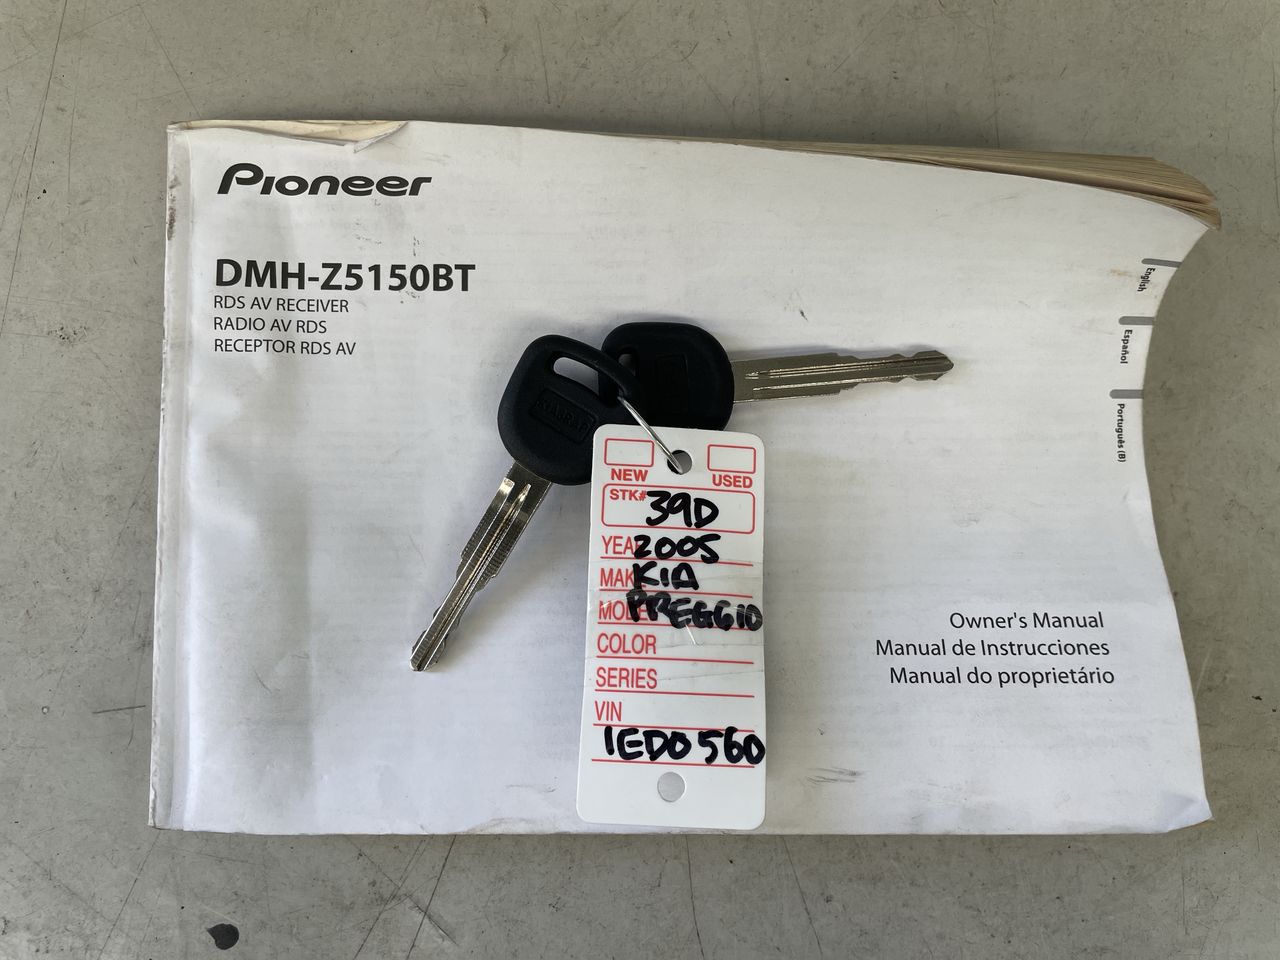 Pioneer
DMH-Z5150BT
RDS AV RECEIVER
RADIO AV RDS
RECEPTOR RDS AV
English
Español
Português (B)
NEW
USED
STK# 39D
YEA 2005
MAK KIA
MODE PREGGIO
COLOR
SERIES
VIN
1ED0560
Owner's Manual
Manual de Instrucciones
Manual do proprietário